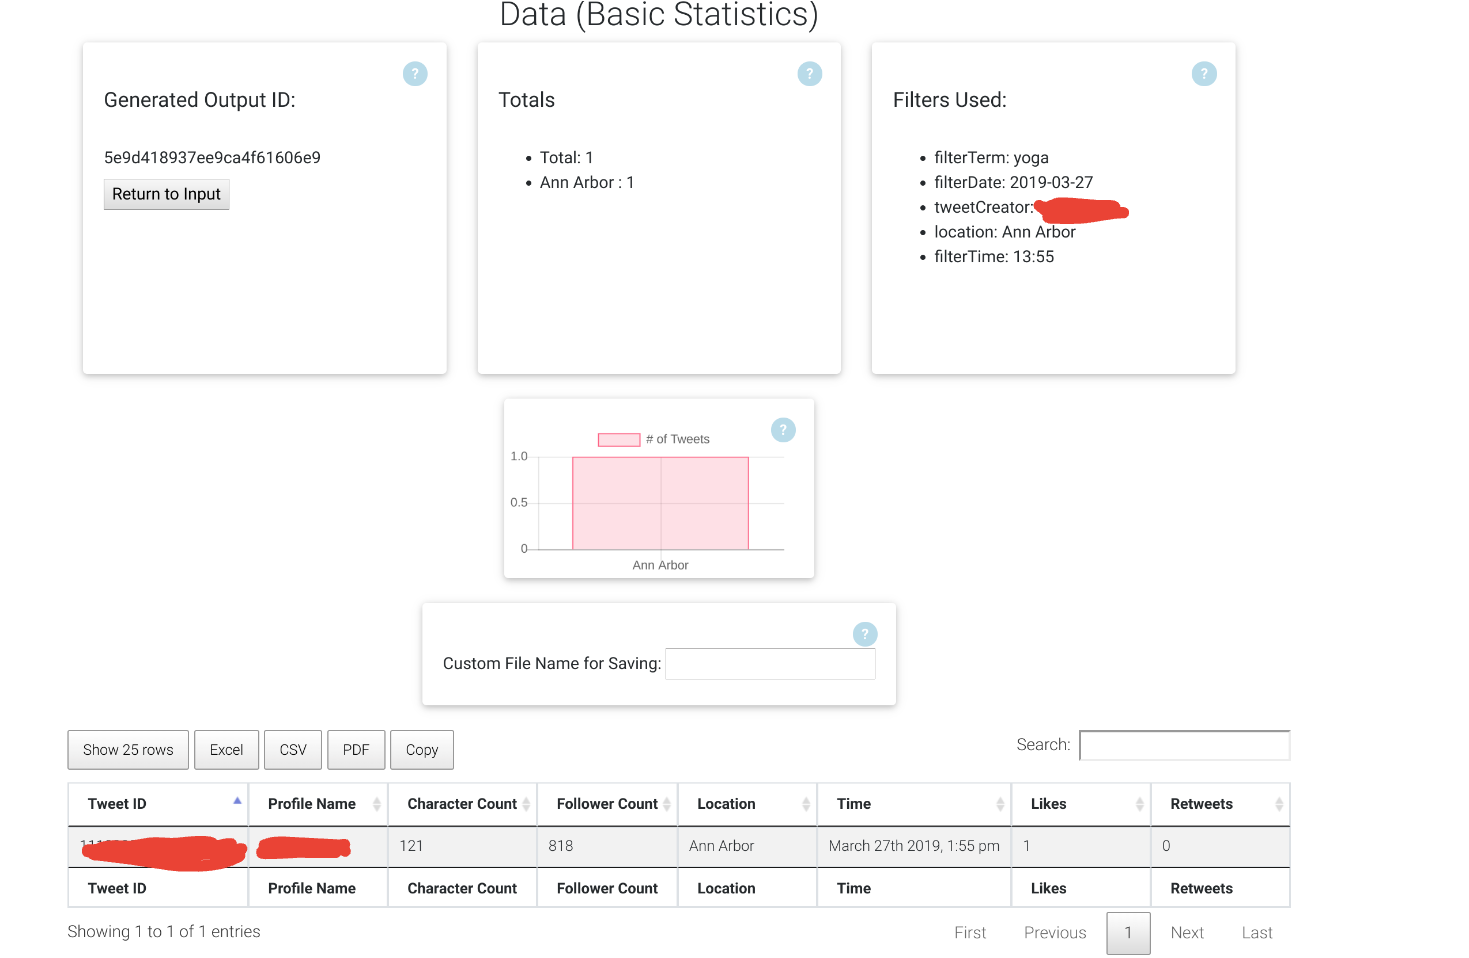 Data (Basic Statistics)
?
Generated Output ID:
5e9d418937ee9ca4f61606e9
Return to Input
?
Totals
Total: 1
Ann Arbor : 1
?
Filters Used:
filterTerm: yoga
filterDate: 2019-03-27
tweetCreator:
location: Ann Arbor
filterTime: 13:55
?
# of Tweets
1.0
0.5
0
Ann Arbor
?
Custom File Name for Saving:
Show 25 rows Excel CSV PDF Copy Search:
Tweet ID Profile Name Character Count Follower Count Location Time Likes Retweets
121 818 Ann Arbor March 27th 2019, 1:55 pm 1 0
Tweet ID Profile Name Character Count Follower Count Location Time Likes Retweets
Showing 1 to 1 of 1 entries First Previous 1 Next Last